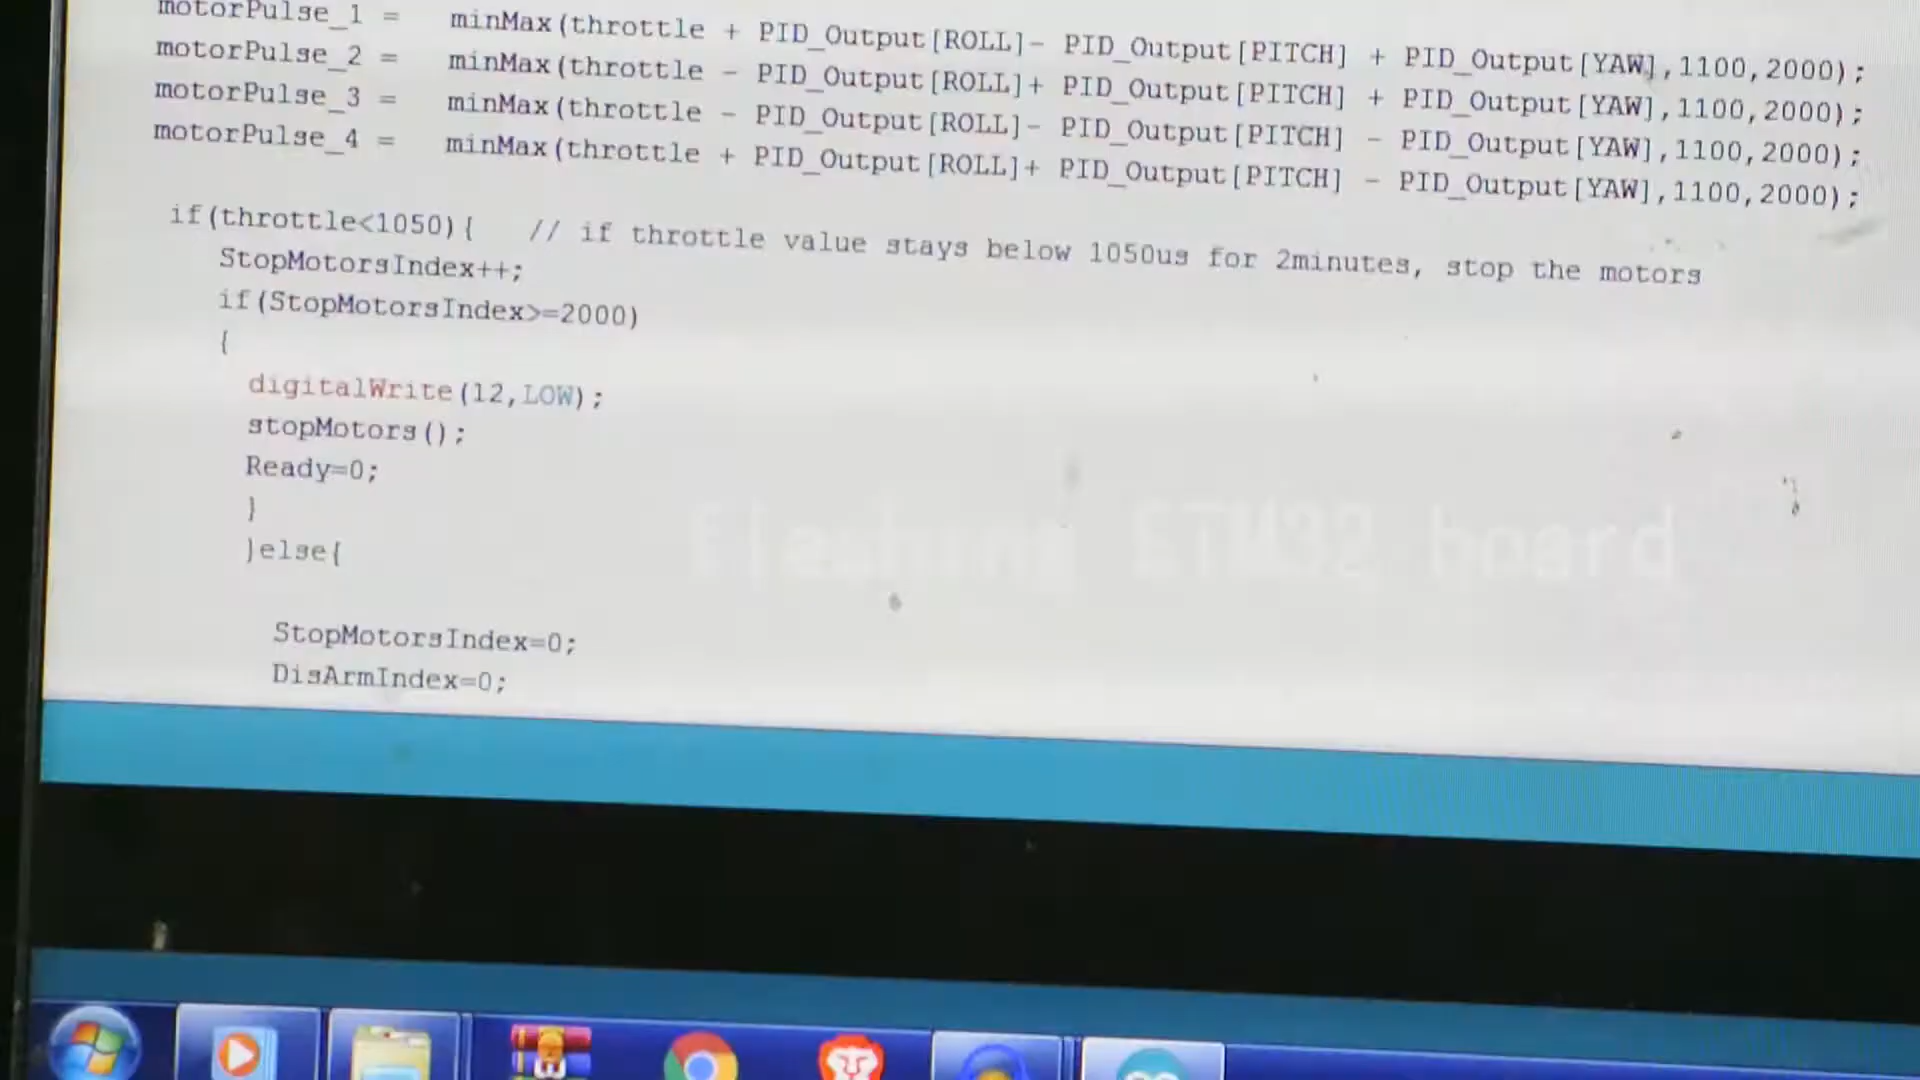 motorPulse_1 = minMax(throttle + PID_Output[ROLL]- PID_Output[PITCH] + PID_Output[YAW],1100,2000);
motorPulse_2 = minMax(throttle - PID_Output[ROLL]+ PID_Output[PITCH] + PID_Output[YAW],1100,2000);
motorPulse_3 = minMax(throttle - PID_Output[ROLL]- PID_Output[PITCH] - PID_Output[YAW],1100,2000);
motorPulse_4 = minMax(throttle + PID_Output[ROLL]+ PID_Output[PITCH] - PID_Output[YAW],1100,2000);
if(throttle<1050){ // if throttle value stays below 1050us for 2minutes, stop the motors
StopMotorsIndex++;
if(StopMotorsIndex>=2000)
{
digitalWrite(12,LOW);
stopMotors();
Ready=0;
}
}else{
Flashing STM32 board
StopMotorsIndex=0;
DisArmIndex=0;